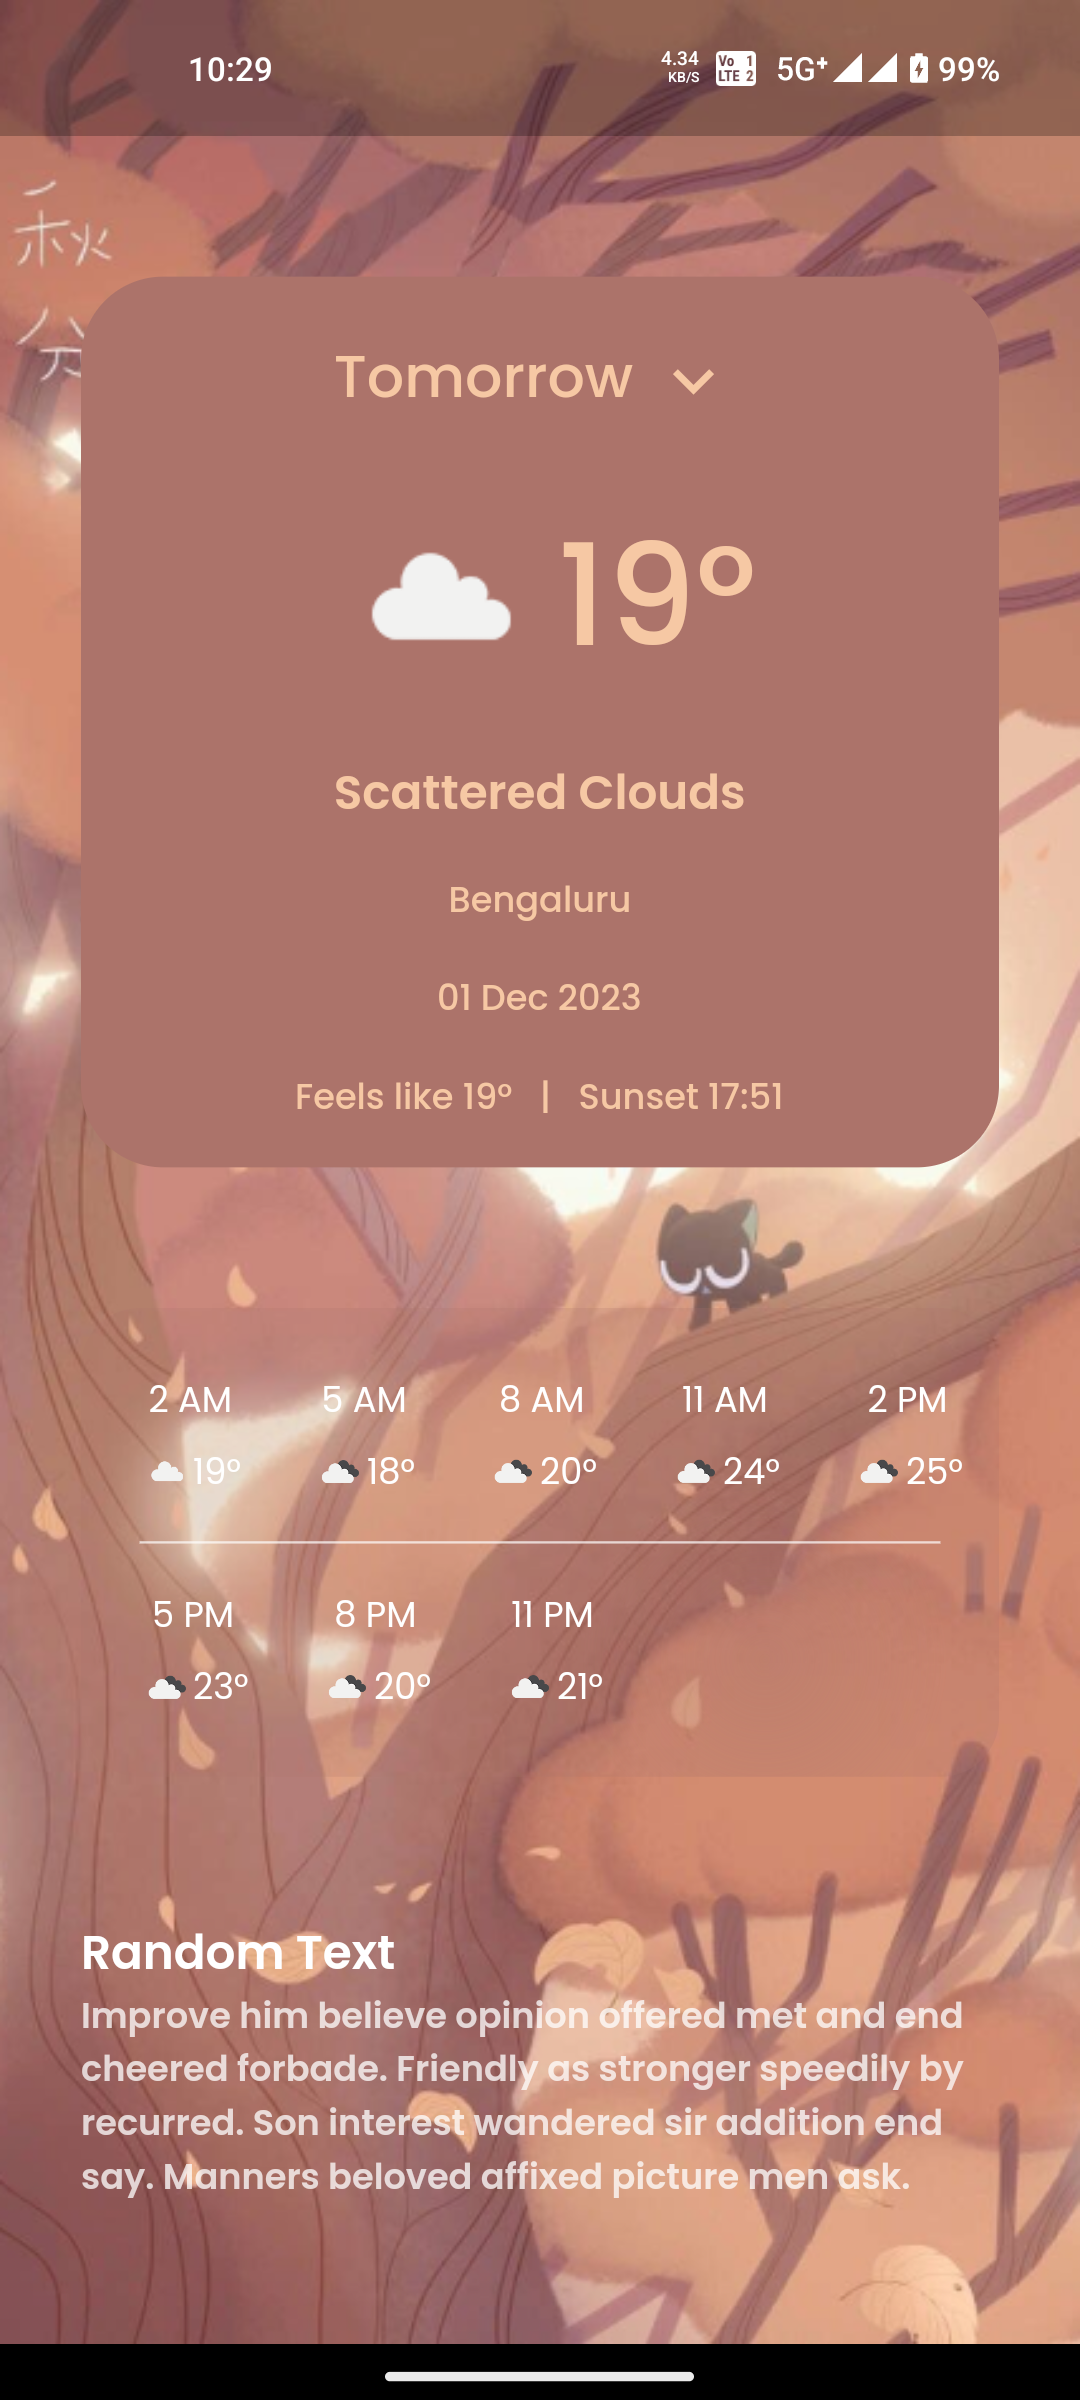 10:29 4.34 KB/S Vo LTE 1 2 5G+ 99%
秋
分
Tomorrow
19°
Scattered Clouds
Bengaluru
01 Dec 2023
Feels like 19° | Sunset 17:51
2 AM 5 AM 8 AM 11 AM 2 PM
19° 18° 20° 24° 25°
5 PM 8 PM 11 PM
23° 20° 21°
Random Text
Improve him believe opinion offered met and end
cheered forbade. Friendly as stronger speedily by
recurred. Son interest wandered sir addition end
say. Manners beloved affixed picture men ask.